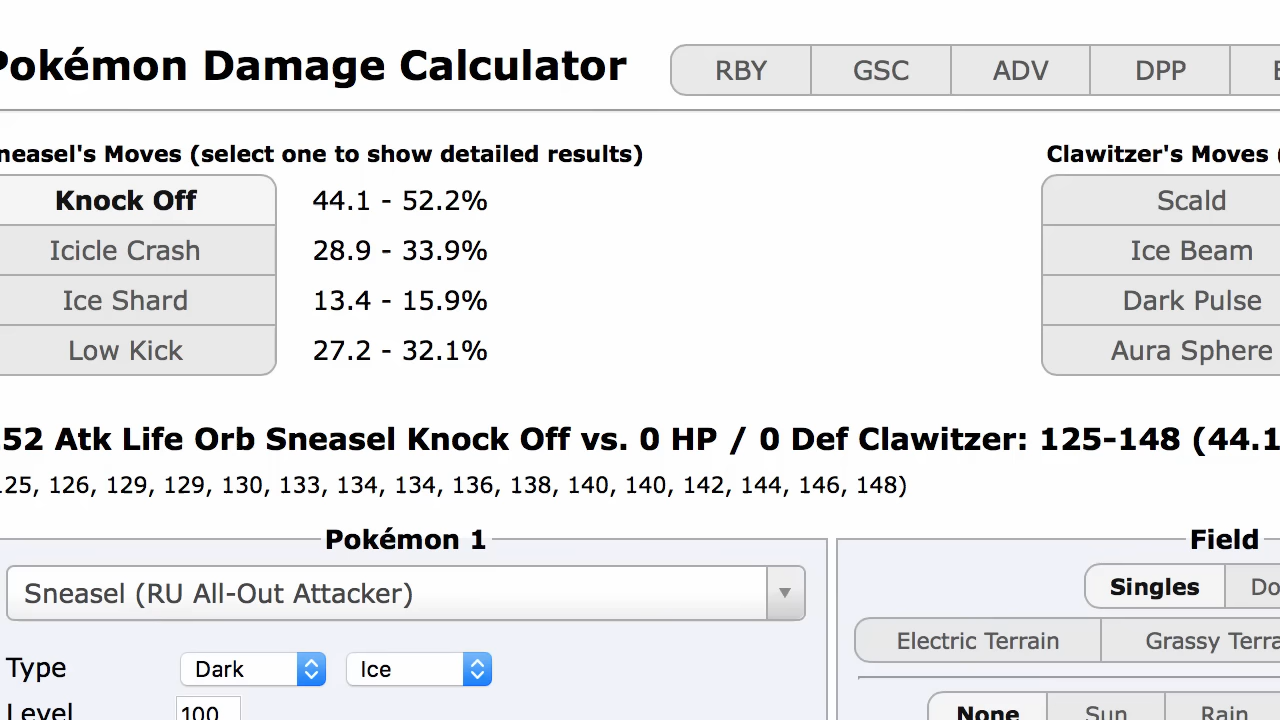 Pokémon Damage Calculator RBY GSC ADV DPP
neasel's Moves (select one to show detailed results) Clawitzer's Moves (
Knock Off 44.1 - 52.2% Scald
Icicle Crash 28.9 - 33.9% Ice Beam
Ice Shard 13.4 - 15.9% Dark Pulse
Low Kick 27.2 - 32.1% Aura Sphere
52 Atk Life Orb Sneasel Knock Off vs. 0 HP / 0 Def Clawitzer: 125-148 (44.1
25, 126, 129, 129, 130, 133, 134, 134, 136, 138, 140, 140, 142, 144, 146, 148)
Pokémon 1 Field
Sneasel (RU All-Out Attacker) Singles Do
Electric Terrain Grassy Terra
Type Dark Ice
Level 100 None Sun Rain